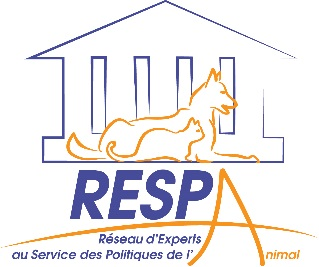 RESPA
Réseau d'Experts
au Service des Politiques de l'Animal